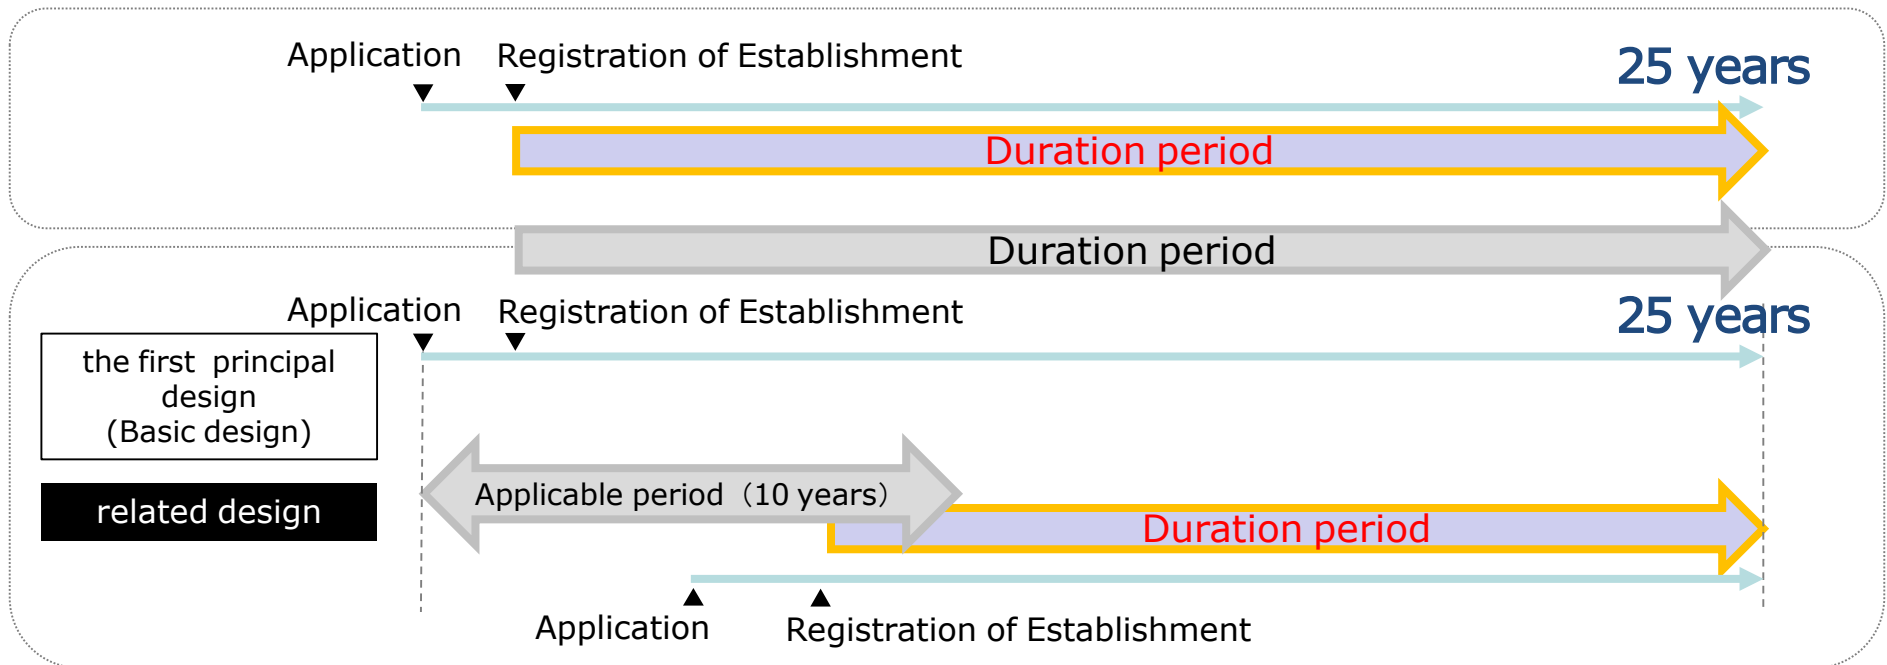 Application
Registration of Establishment
25 years
Duration period
Duration period
Application
Registration of Establishment
25 years
the first principal
design
(Basic design)
Applicable period（10 years）
related design
Duration period
Application
Registration of Establishment